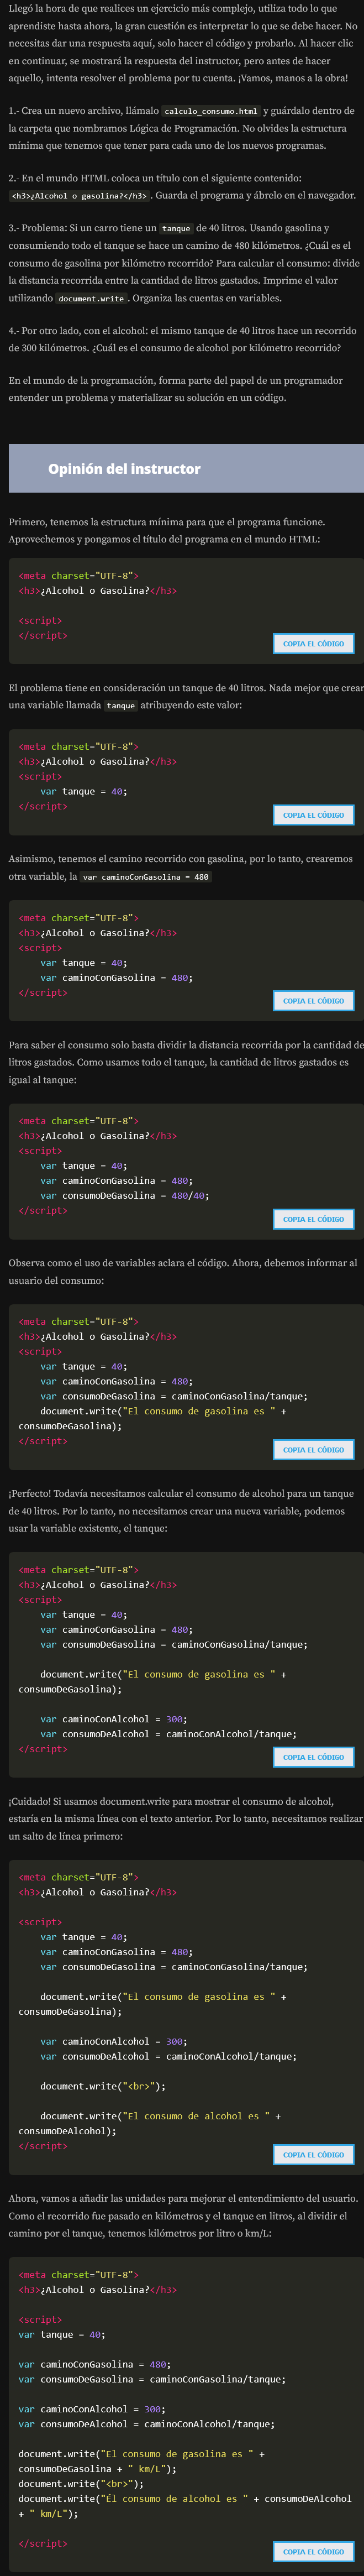 Llegó la hora de que realices un ejercicio más complejo, utiliza todo lo que
aprendiste hasta ahora, la gran cuestión es interpretar lo que se debe hacer. No
necesitas dar una respuesta aquí, solo hacer el código y probarlo. Al hacer clic
en continuar, se mostrará la respuesta del instructor, pero antes de hacer
aquello, intenta resolver el problema por tu cuenta. ¡Vamos, manos a la obra!
1.- Crea un nuevo archivo, llámalo calculo_consumo.html y guárdalo dentro de
la carpeta que nombramos Lógica de Programación. No olvides la estructura
mínima que tenemos que tener para cada uno de los nuevos programas.
2.- En el mundo HTML coloca un título con el siguiente contenido:
<h3>¿Alcohol o gasolina?</h3>. Guarda el programa y ábrelo en el navegador.
3.- Problema: Si un carro tiene un tanque de 40 litros. Usando gasolina y
consumiendo todo el tanque se hace un camino de 480 kilómetros. ¿Cuál es el
consumo de gasolina por kilómetro recorrido? Para calcular el consumo: divide
la distancia recorrida entre la cantidad de litros gastados. Imprime el valor
utilizando document.write. Organiza las cuentas en variables.
4.- Por otro lado, con el alcohol: el mismo tanque de 40 litros hace un recorrido
de 300 kilómetros. ¿Cuál es el consumo de alcohol por kilómetro recorrido?
En el mundo de la programación, forma parte del papel de un programador
entender un problema y materializar su solución en un código.
Opinión del instructor
Primero, tenemos la estructura mínima para que el programa funcione.
Aprovechemos y pongamos el título del programa en el mundo HTML:
<meta charset="UTF-8">
<h3>¿Alcohol o Gasolina?</h3>
<script>
</script>
COPIA EL CÓDIGO
El problema tiene en consideración un tanque de 40 litros. Nada mejor que crear
una variable llamada tanque atribuyendo este valor:
<meta charset="UTF-8">
<h3>¿Alcohol o Gasolina?</h3>
<script>
var tanque = 40;
</script>
COPIA EL CÓDIGO
Asimismo, tenemos el camino recorrido con gasolina, por lo tanto, crearemos
otra variable, la var caminoConGasolina = 480
<meta charset="UTF-8">
<h3>¿Alcohol o Gasolina?</h3>
<script>
var tanque = 40;
var caminoConGasolina = 480;
</script>
COPIA EL CÓDIGO
Para saber el consumo solo basta dividir la distancia recorrida por la cantidad de
litros gastados. Como usamos todo el tanque, la cantidad de litros gastados es
igual al tanque:
<meta charset="UTF-8">
<h3>¿Alcohol o Gasolina?</h3>
<script>
var tanque = 40;
var caminoConGasolina = 480;
var consumoDeGasolina = 480/40;
</script>
COPIA EL CÓDIGO
Observa como el uso de variables aclara el código. Ahora, debemos informar al
usuario del consumo:
<meta charset="UTF-8">
<h3>¿Alcohol o Gasolina?</h3>
<script>
var tanque = 40;
var caminoConGasolina = 480;
var consumoDeGasolina = caminoConGasolina/tanque;
document.write("El consumo de gasolina es " +
consumoDeGasolina);
</script>
COPIA EL CÓDIGO
¡Perfecto! Todavía necesitamos calcular el consumo de alcohol para un tanque
de 40 litros. Por lo tanto, no necesitamos crear una nueva variable, podemos
usar la variable existente, el tanque:
<meta charset="UTF-8">
<h3>¿Alcohol o Gasolina?</h3>
<script>
var tanque = 40;
var caminoConGasolina = 480;
var consumoDeGasolina = caminoConGasolina/tanque;
document.write("El consumo de gasolina es " +
consumoDeGasolina);
var caminoConAlcohol = 300;
var consumoDeAlcohol = caminoConAlcohol/tanque;
</script>
COPIA EL CÓDIGO
¡Cuidado! Si usamos document.write para mostrar el consumo de alcohol,
estaría en la misma línea con el texto anterior. Por lo tanto, necesitamos realizar
un salto de línea primero:
<meta charset="UTF-8">
<h3>¿Alcohol o Gasolina?</h3>
<script>
var tanque = 40;
var caminoConGasolina = 480;
var consumoDeGasolina = caminoConGasolina/tanque;
document.write("El consumo de gasolina es " +
consumoDeGasolina);
var caminoConAlcohol = 300;
var consumoDeAlcohol = caminoConAlcohol/tanque;
document.write("<br>");
document.write("El consumo de alcohol es " +
consumoDeAlcohol);
</script>
COPIA EL CÓDIGO
Ahora, vamos a añadir las unidades para mejorar el entendimiento del usuario.
Como el recorrido fue pasado en kilómetros y el tanque en litros, al dividir el
camino por el tanque, tenemos kilómetros por litro o km/L:
<meta charset="UTF-8">
<h3>¿Alcohol o Gasolina?</h3>
<script>
var tanque = 40;
var caminoConGasolina = 480;
var consumoDeGasolina = caminoConGasolina/tanque;
var caminoConAlcohol = 300;
var consumoDeAlcohol = caminoConAlcohol/tanque;
document.write("El consumo de gasolina es " +
consumoDeGasolina + " km/L");
document.write("<br>");
document.write("Él consumo de alcohol es " + consumoDeAlcohol
+ " km/L");
</script>
COPIA EL CÓDIGO